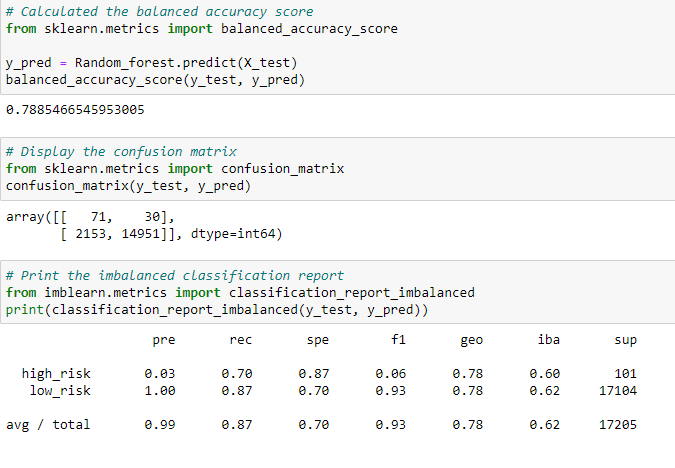 # Calculated the balanced accuracy score
from sklearn.metrics import balanced_accuracy_score
y_pred = Random_forest.predict(X_test)
balanced_accuracy_score(y_test, y_pred)
0.7885466545953005
# Display the confusion matrix
from sklearn.metrics import confusion_matrix
confusion_matrix(y_test, y_pred)
array([[   71,    30],
       [ 2153, 14951]], dtype=int64)
# Print the imbalanced classification report
from imblearn.metrics import classification_report_imbalanced
print(classification_report_imbalanced(y_test, y_pred))
                   pre       rec       spe        f1       geo       iba       sup
  high_risk       0.03      0.70      0.87      0.06      0.78      0.60       101
   low_risk       1.00      0.87      0.70      0.93      0.78      0.62     17104
avg / total       0.99      0.87      0.70      0.93      0.78      0.62     17205